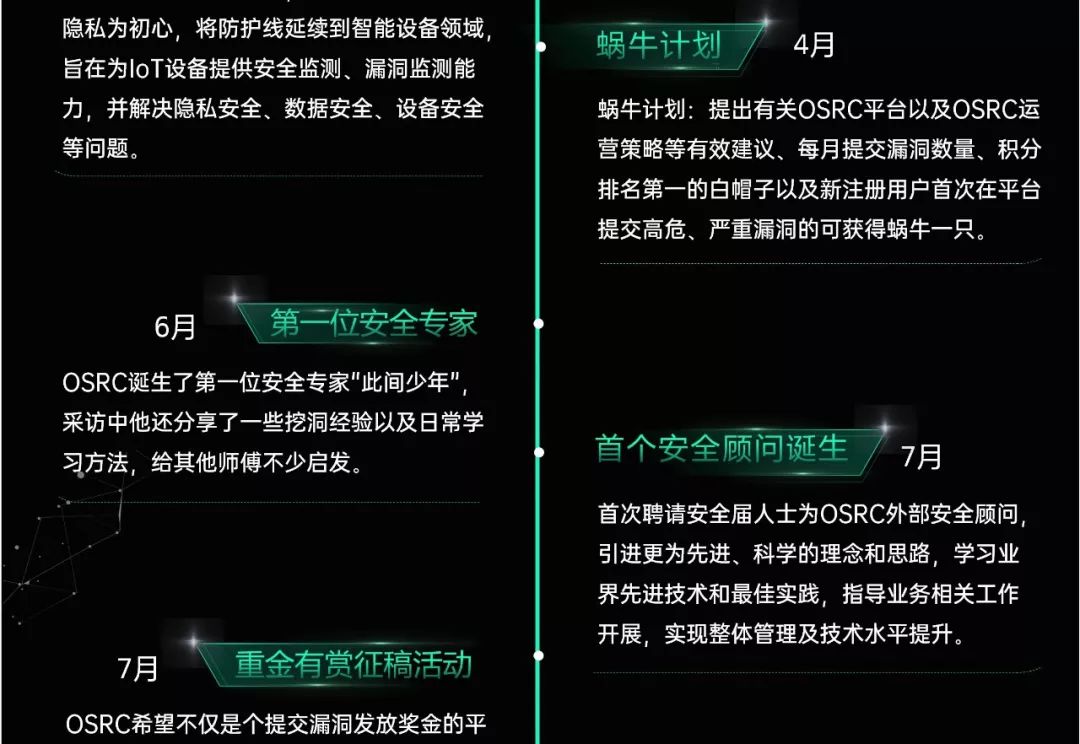 隐私为初心，将防护线延续到智能设备领域，
旨在为IoT设备提供安全监测、漏洞监测能
力，并解决隐私安全、数据安全、设备安全
等问题。
蜗牛计划 4月
蜗牛计划：提出有关OSRC平台以及OSRC运
营策略等有效建议、每月提交漏洞数量、积分
排名第一的白帽子以及新注册用户首次在平台
提交高危、严重漏洞的可获得蜗牛一只。
6月 第一位安全专家
OSRC诞生了第一位安全专家"此间少年"，
采访中他还分享了一些挖洞经验以及日常学
习方法，给其他师傅不少启发。
首个安全顾问诞生 7月
首次聘请安全届人士为OSRC外部安全顾问，
引进更为先进、科学的理念和思路，学习业
界先进技术和最佳实践，指导业务相关工作
开展，实现整体管理及技术水平提升。
7月 重金有赏征稿活动
OSRC希望不仅是个提交漏洞发放奖金的平